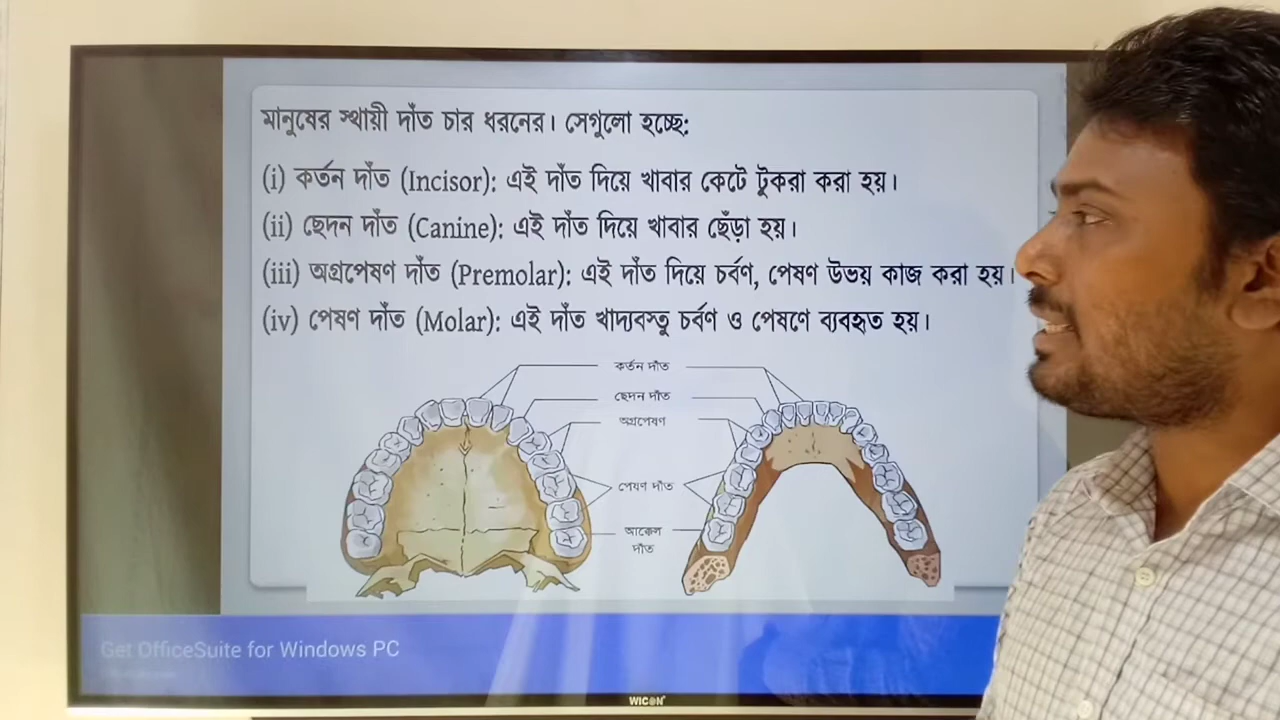 মানুষের স্থায়ী দাঁত চার ধরনের। সেগুলো হচ্ছে:
(i) কর্তন দাঁত (Incisor): এই দাঁত দিয়ে খাবার কেটে টুকরা করা হয়।
(ii) ছেদন দাঁত (Canine): এই দাঁত দিয়ে খাবার ছেঁড়া হয়।
(iii) অগ্রপেষণ দাঁত (Premolar): এই দাঁত দিয়ে চর্বণ, পেষণ উভয় কাজ করা হয়।
(iv) পেষণ দাঁত (Molar): এই দাঁত খাদ্যবস্তু চর্বণ ও পেষণে ব্যবহৃত হয়।
কর্তন দাঁত
ছেদন দাঁত
অগ্রপেষণ
পেষণ দাঁত
আক্কেল
দাঁত
Get OfficeSuite for Windows PC
WICON